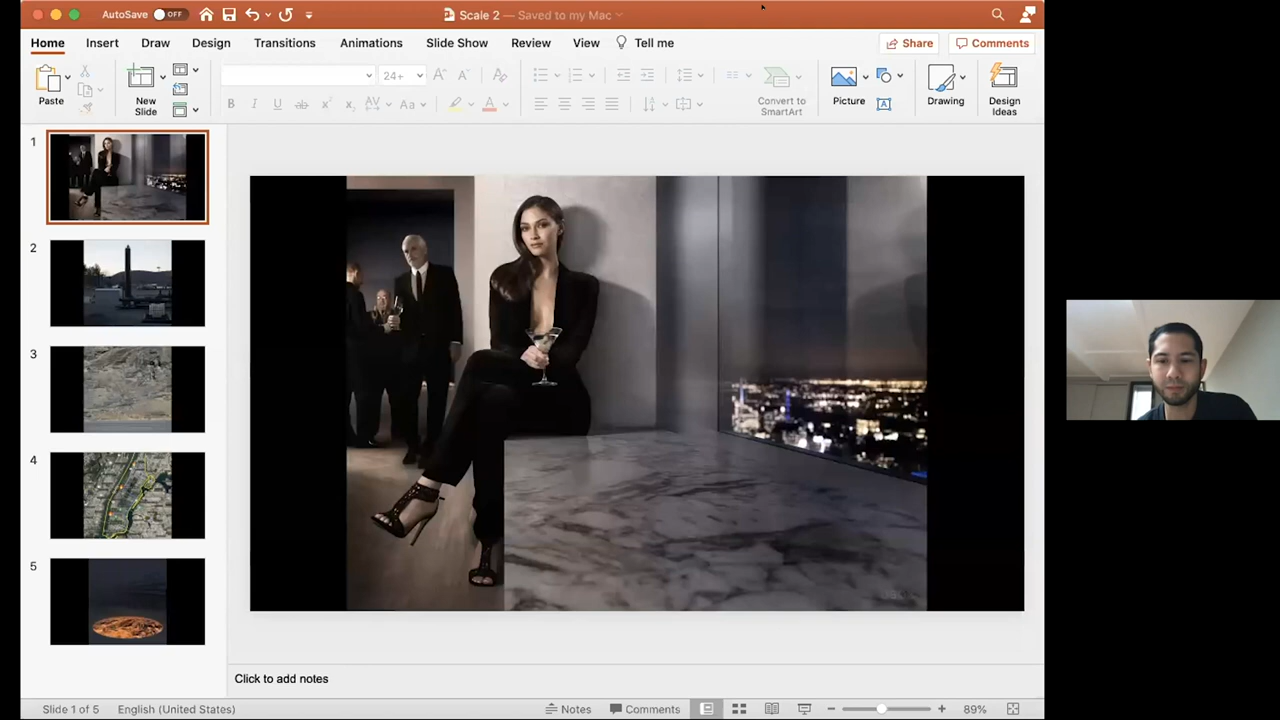 AutoSave OFF
Scale 2 — Saved to my Mac
Home Insert Draw Design Transitions Animations Slide Show Review View Tell me
Share Comments
Paste
New
Slide
24+
Convert to
SmartArt
Picture
Drawing
Design
Ideas
1
2
3
4
5
Click to add notes
Slide 1 of 5 English (United States) Notes Comments 89%